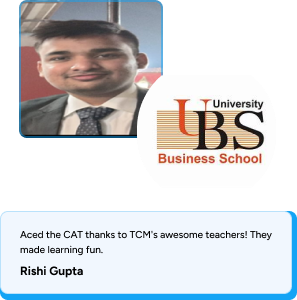 University
UBS
Business School
Aced the CAT thanks to TCM's awesome teachers! They
made learning fun.
Rishi Gupta